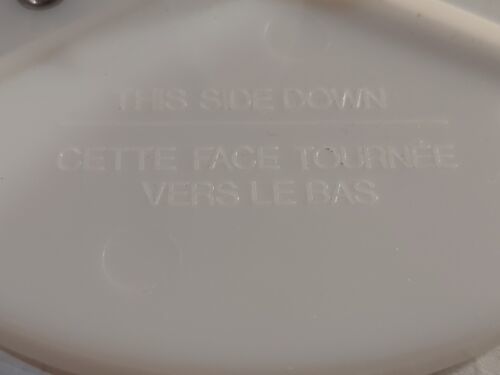 THIS SIDE DOWN
CETTE FACE TOURNÉE
VERS LE BAS